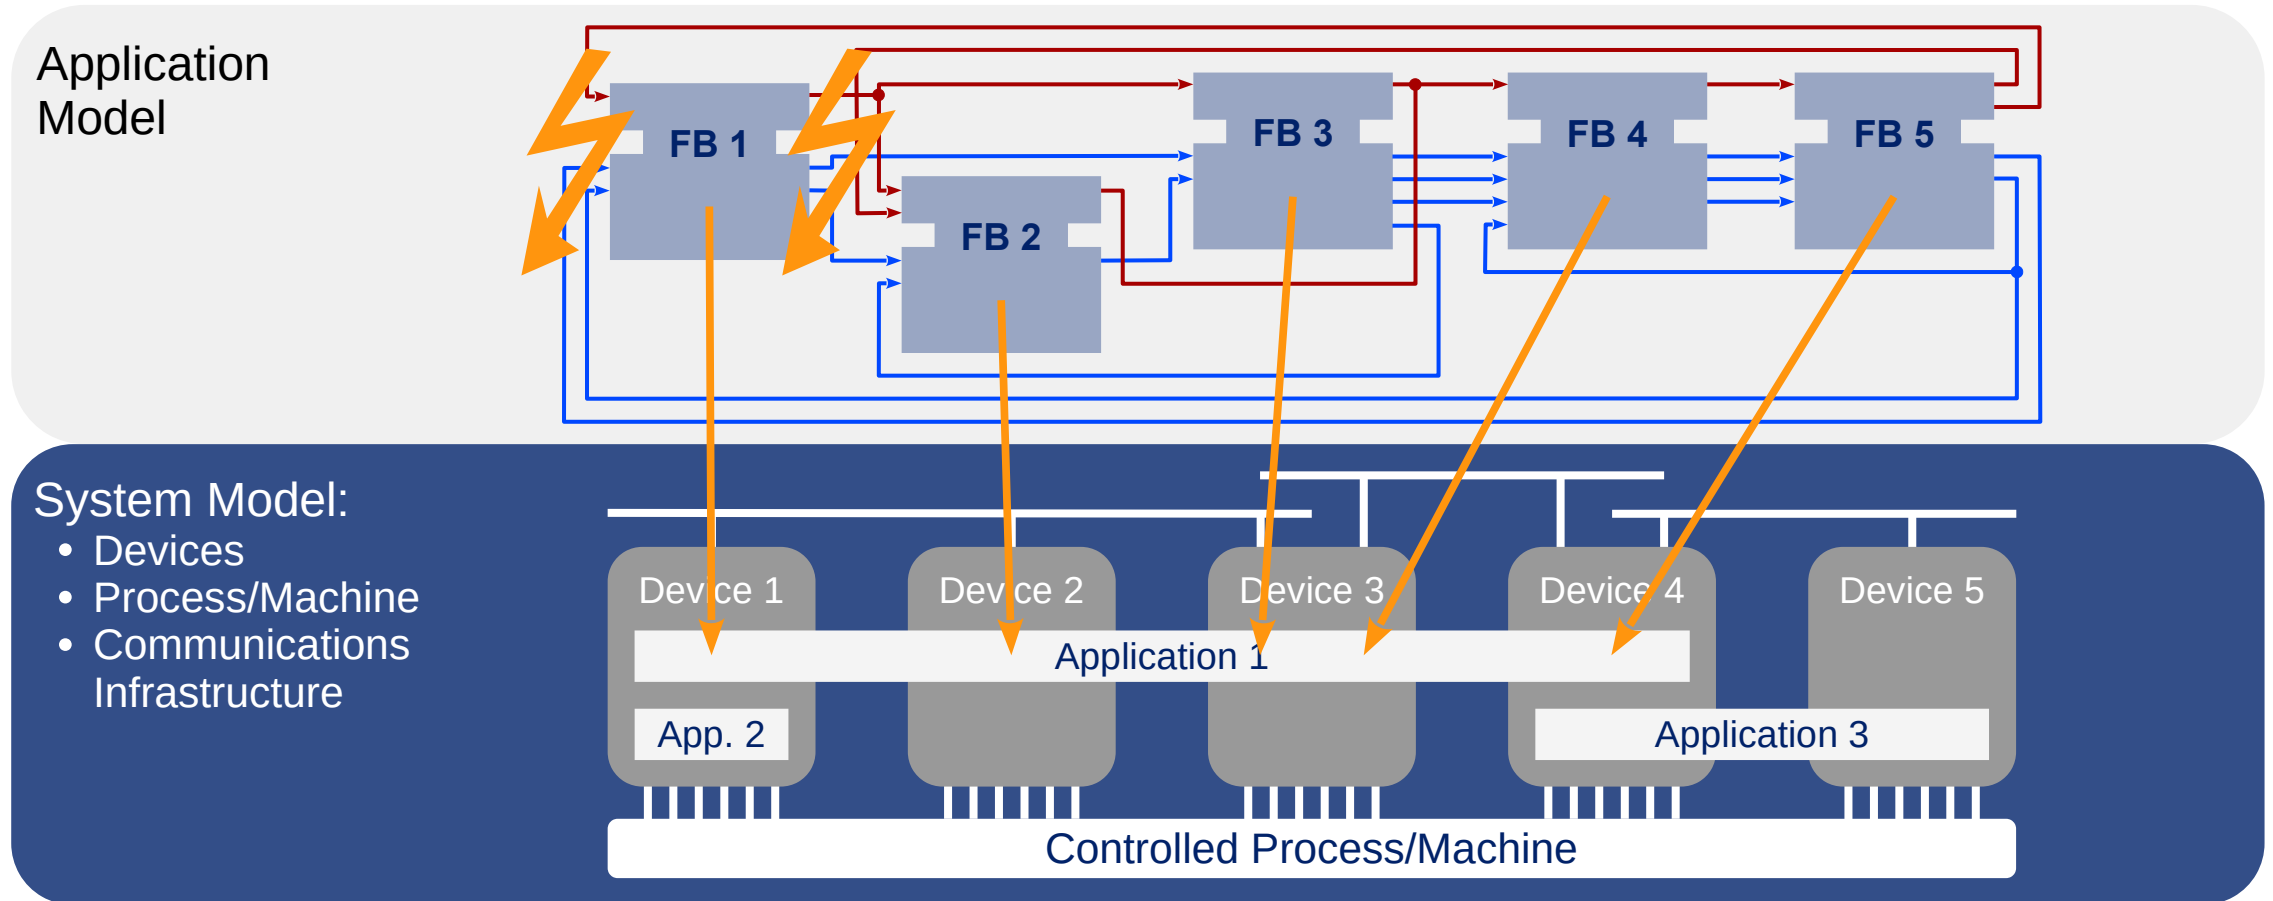 Application
Model
FB 1
FB 2
FB 3
FB 4
FB 5
System Model:
• Devices
• Process/Machine
• Communications
Infrastructure
Device 1
Device 2
Device 3
Device 4
Device 5
Application 1
App. 2
Application 3
Controlled Process/Machine